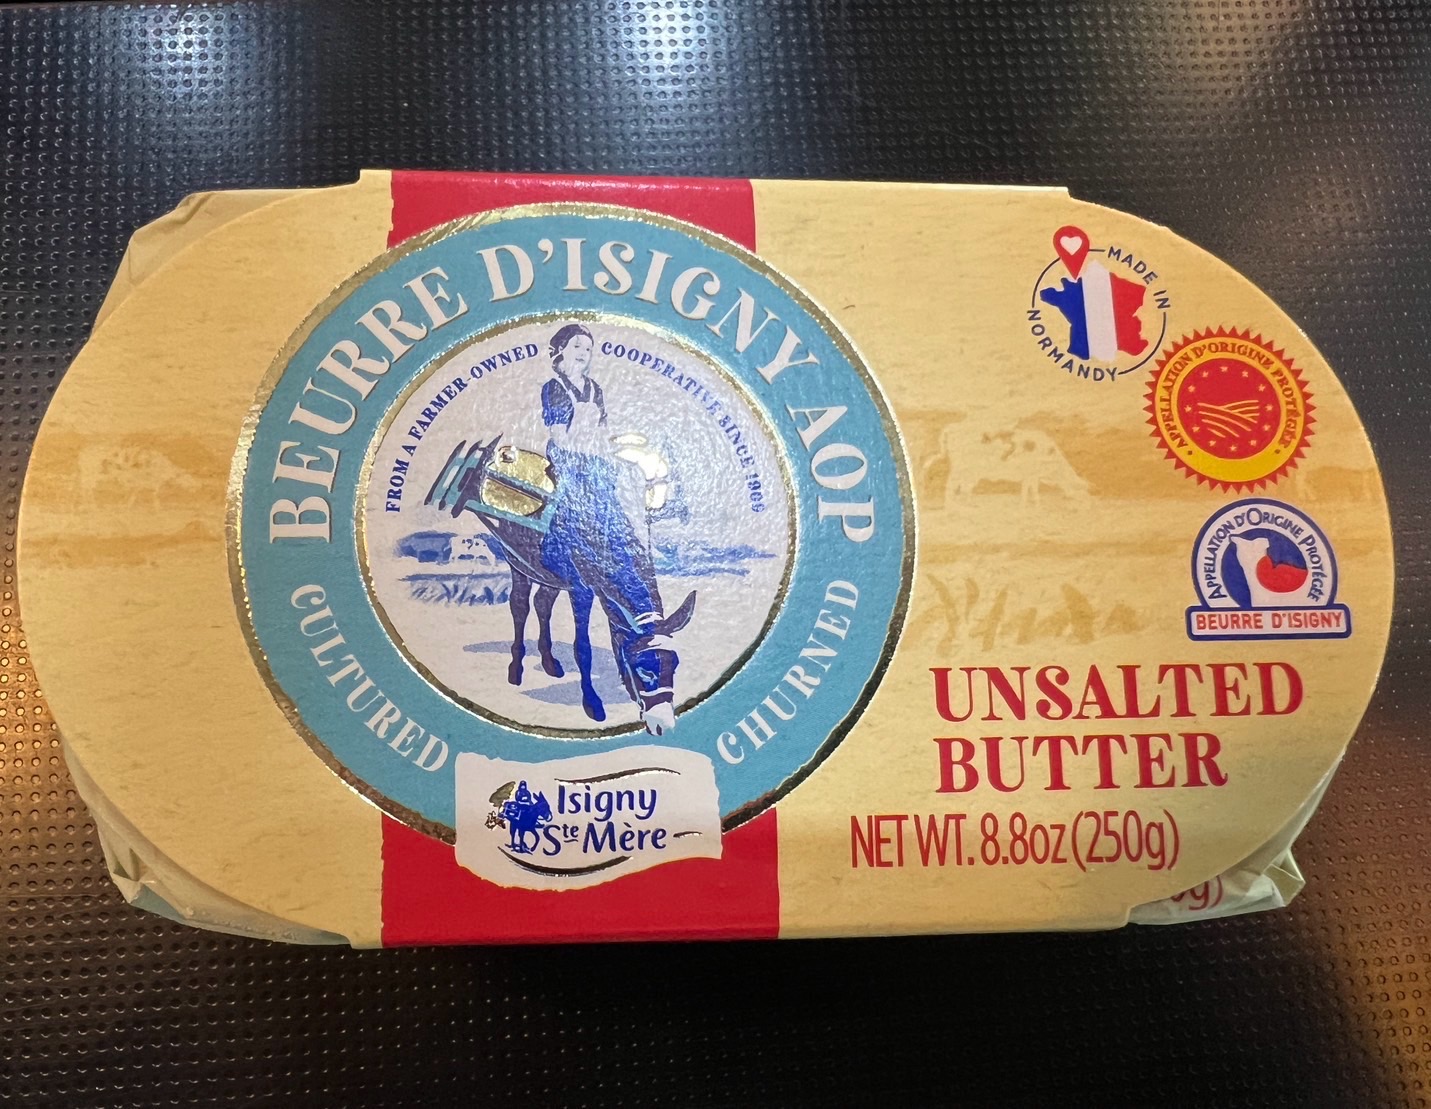 BEURRE D'ISIGNY AOP
FROM A FARMER-OWNED COOPERATIVE SINCE 1909
CULTURED
CHURNED
Isigny
Ste Mère
MADE IN
NORMANDY
APPELLATION D'ORIGINE PROTÉGÉE
APPELLATION D'ORIGINE PROTÉGÉE
BEURRE D'ISIGNY
UNSALTED
BUTTER
NET WT. 8.8oz (250g)
g)